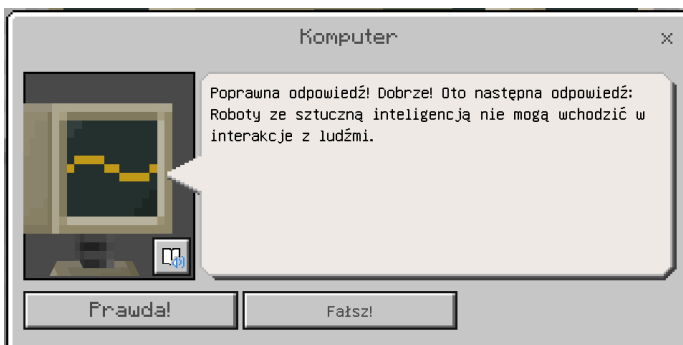 Komputer
x
Poprawna odpowiedź! Dobrze! Oto następna odpowiedź:
Roboty ze sztuczną inteligencją nie mogą wchodzić w
interakcje z ludźmi.
Prawda!
Fałsz!